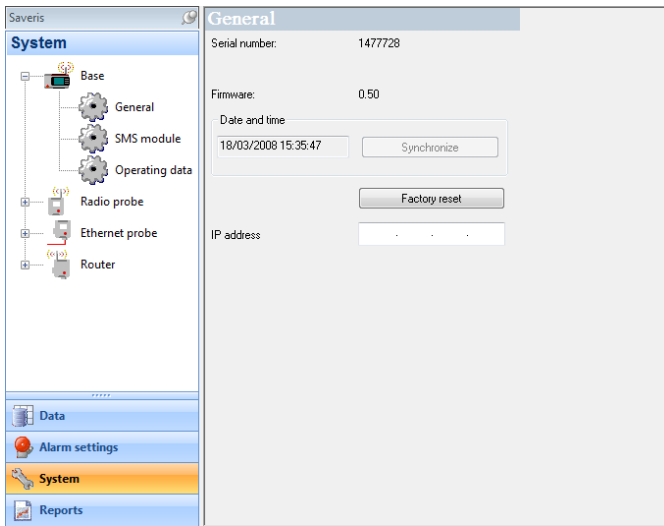 Saveris
System
Base
General
SMS module
Operating data
Radio probe
Ethernet probe
Router
Data
Alarm settings
System
Reports
General
Serial number: 1477728
Firmware: 0.50
Date and time
18/03/2008 15:35:47 Synchronize
Factory reset
IP address . . .